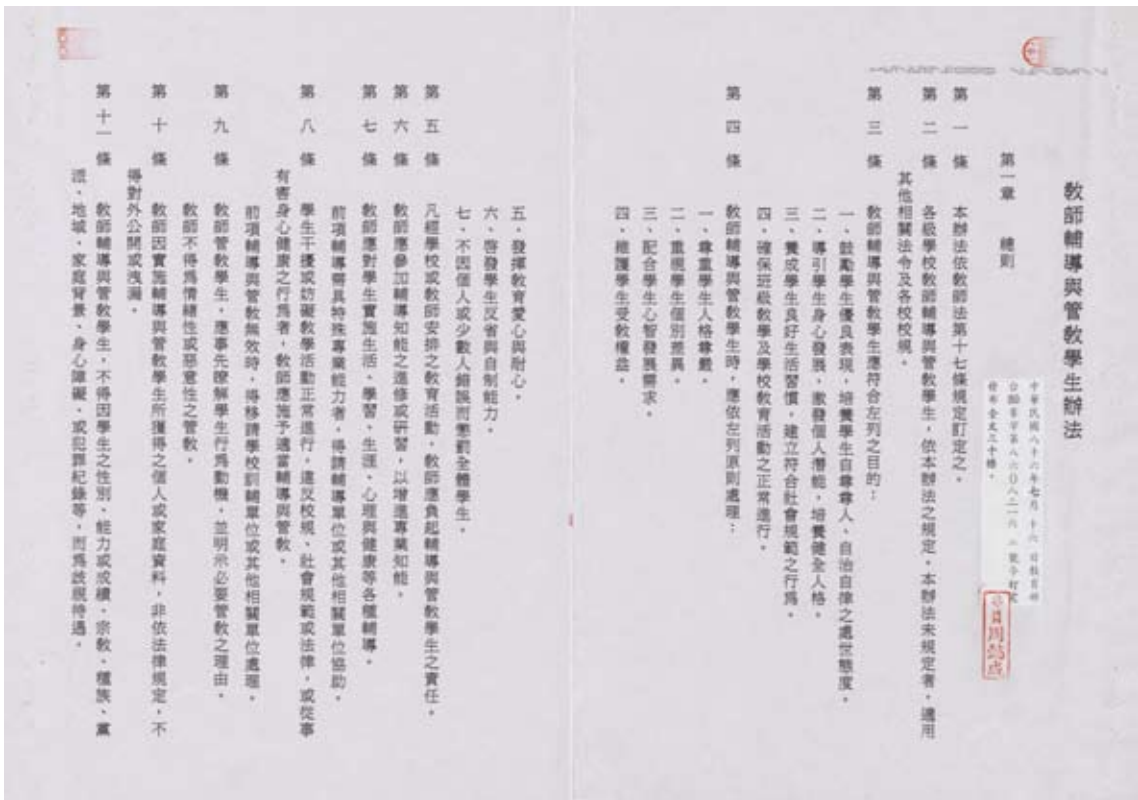 教師輔導與管教學生辦法
中華民國八十六年七月十六日教育部
第一章　總則
第一條　本辦法依教師法第十七條規定訂定之。
第二條　各級學校教師輔導與管教學生，依本辦法之規定，本辦法未規定者，適用
其他相關法令及各校校規。
第三條　教師輔導與管教學生應符合左列之目的：
一、鼓勵學生優良表現，培養學生自尊尊人、自治自律之處世態度。
二、導引學生身心發展，激發個人潛能，培養健全人格。
三、養成學生良好生活習慣，建立符合社會規範之行為。
四、確保班級教學及學校教育活動之正常進行。
第四條　教師輔導與管教學生時，應依左列原則處理：
一、尊重學生人格尊嚴。
二、重視學生個別差異。
三、配合學生心智發展需求。
四、維護學生受教權益。
五、發揮教育愛心與耐心。
六、啓發學生反省與自制能力。
七、不因個人或少數人錯誤而懲罰全體學生。
第五條　凡經學校或教師安排之教育活動，教師應負起輔導與管教學生之責任。
第六條　教師應參加輔導知能之進修或研習，以增進專業知能。
第七條　教師應對學生實施生活、學習、生涯、心理與健康等各種輔導。
前項輔導需具特殊專業能力者，得請輔導單位或其他相關單位協助。
第八條　學生干擾或妨礙教學活動正常進行，違反校規、社會規範或法律，或從事
有害身心健康之行為者，教師應施予適當輔導與管教。
前項輔導與管教無效時，得移請學校訓輔單位或其他相關單位處理。
第九條　教師管教學生，應事先瞭解學生行為動機，並明示必要管教之理由。
教師不得為情緒性或惡意性之管教。
第十條　教師因實施輔導與管教學生所獲得之個人或家庭資料，非依法律規定，不
得對外公開或洩漏。
第十一條　教師輔導與管教學生，不得因學生之性別、能力或成績、宗教、種族、黨
派、地域、家庭背景、身心障礙、或犯罪紀錄等，而為歧視待遇。